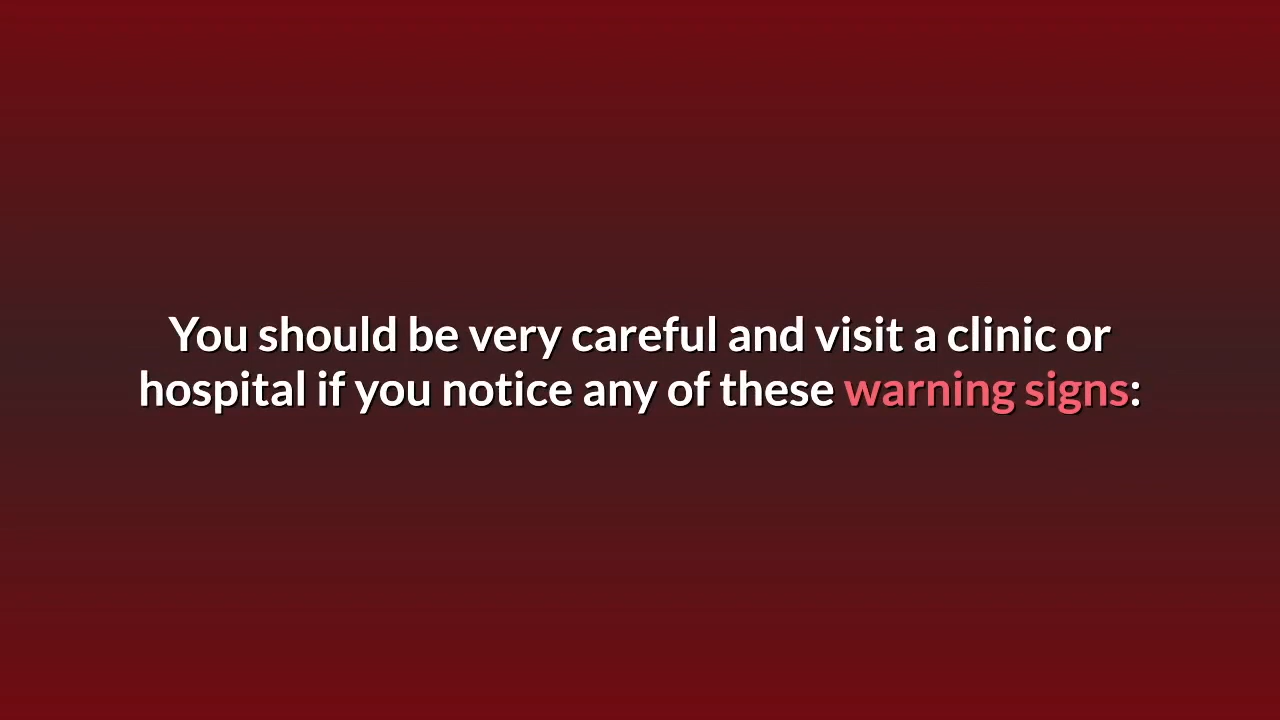 You should be very careful and visit a clinic or
hospital if you notice any of these warning signs: